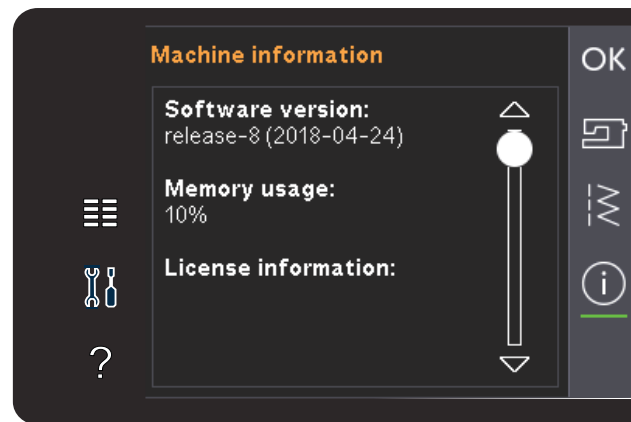 Machine information
OK
Software version:
release-8 (2018-04-24)
Memory usage:
10%
License information:
i
?